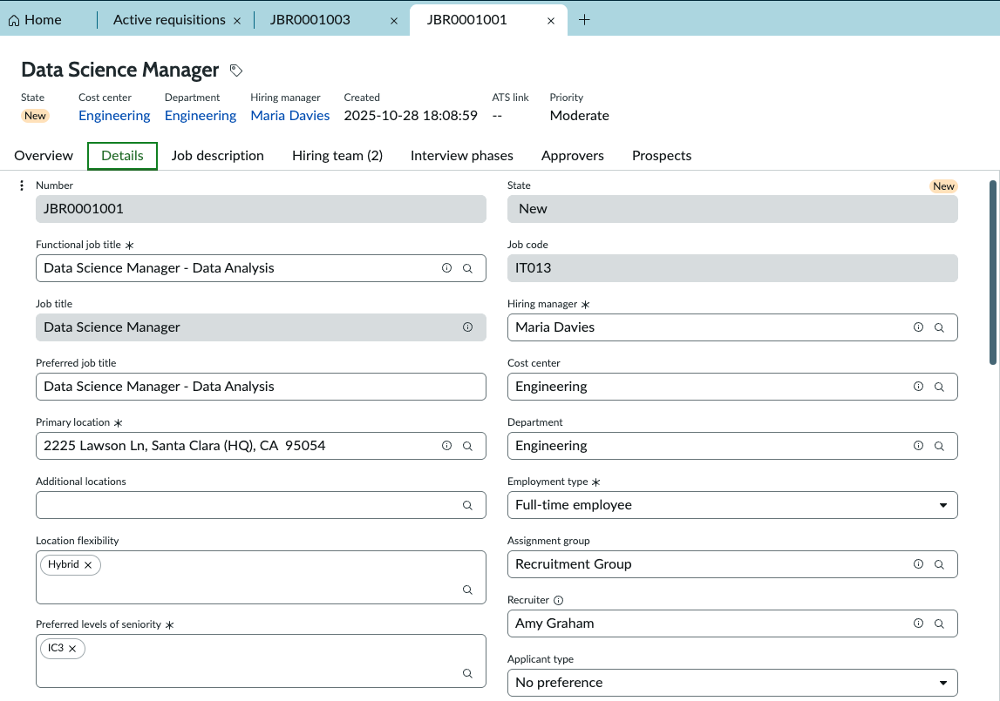 Home
Active requisitions
JBR0001003
JBR0001001
Data Science Manager
State Cost center Department Hiring manager Created ATS link Priority
New Engineering Engineering Maria Davies 2025-10-28 18:08:59 -- Moderate
Overview Details Job description Hiring team (2) Interview phases Approvers Prospects
Number
JBR0001001
Functional job title *
Data Science Manager - Data Analysis
Job title
Data Science Manager
Preferred job title
Data Science Manager - Data Analysis
Primary location *
2225 Lawson Ln, Santa Clara (HQ), CA  95054
Additional locations
Location flexibility
Hybrid
Preferred levels of seniority *
IC3
State New
New
Job code
IT013
Hiring manager *
Maria Davies
Cost center
Engineering
Department
Engineering
Employment type *
Full-time employee
Assignment group
Recruitment Group
Recruiter
Amy Graham
Applicant type
No preference